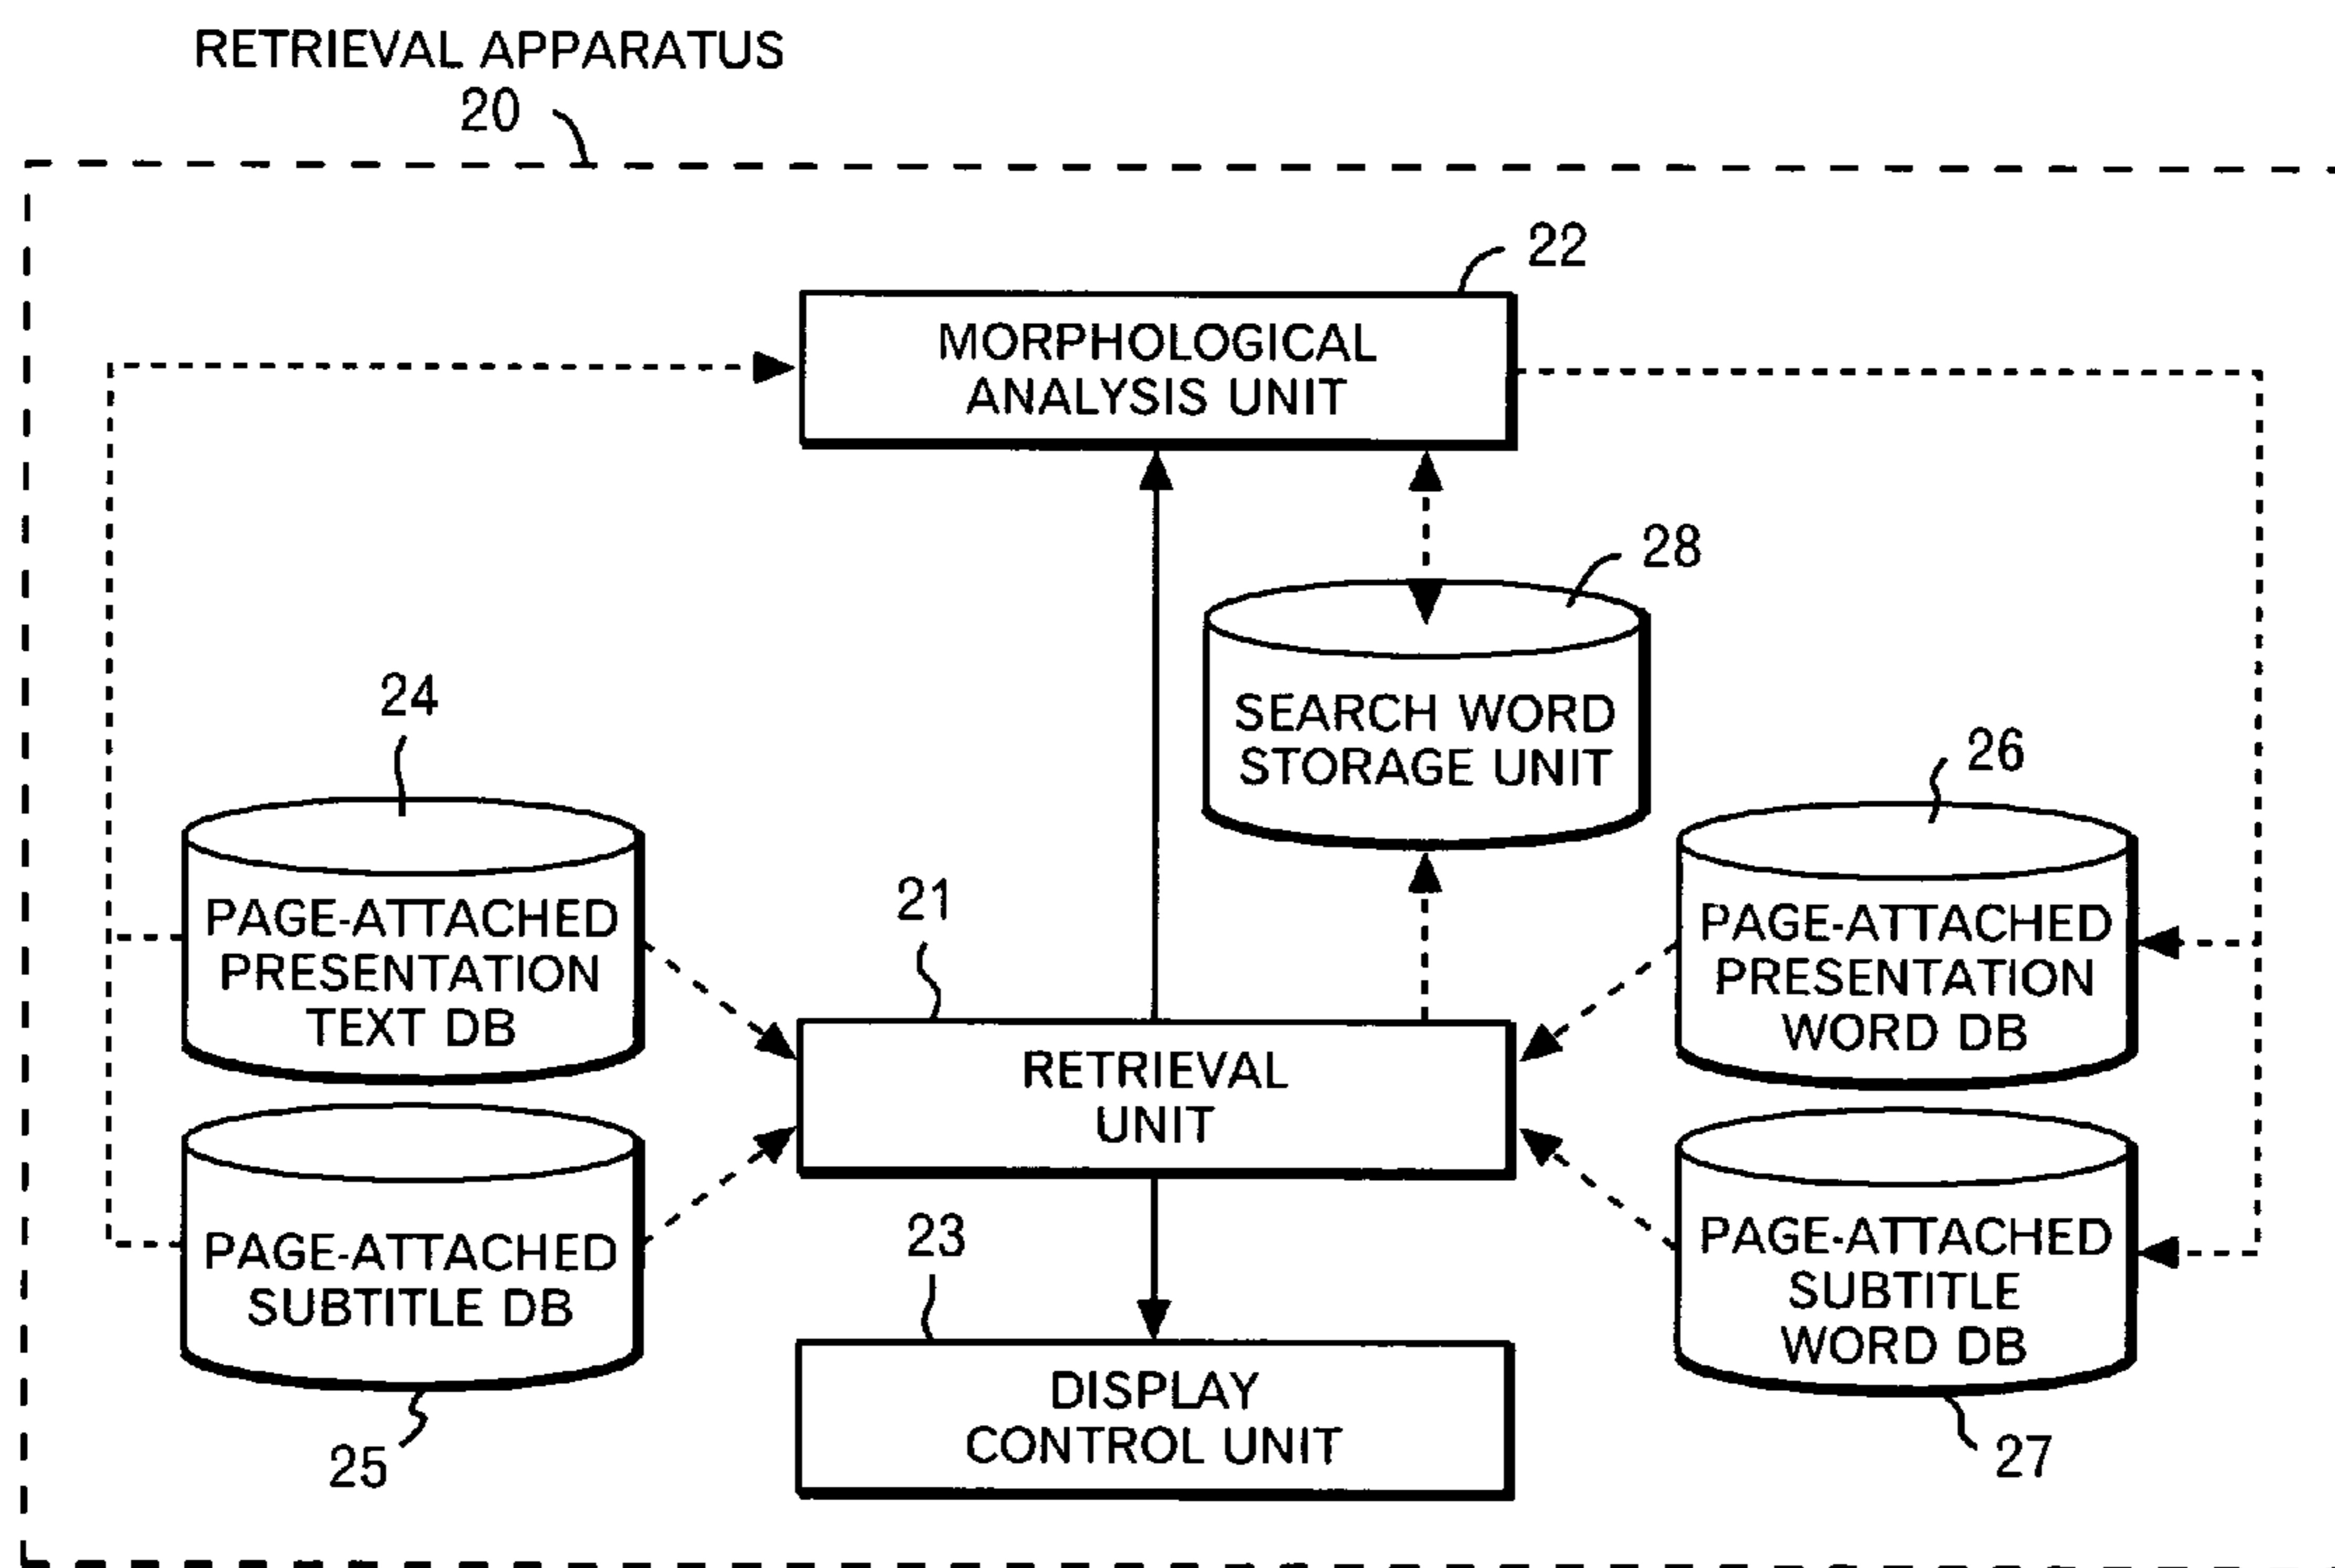 RETRIEVAL APPARATUS
20
22
MORPHOLOGICAL
ANALYSIS UNIT
28
SEARCH WORD
STORAGE UNIT
24
PAGE-ATTACHED
PRESENTATION
TEXT DB
26
PAGE-ATTACHED
PRESENTATION
WORD DB
21
RETRIEVAL
UNIT
PAGE-ATTACHED
SUBTITLE DB
25
23
DISPLAY
CONTROL UNIT
PAGE-ATTACHED
SUBTITLE
WORD DB
27